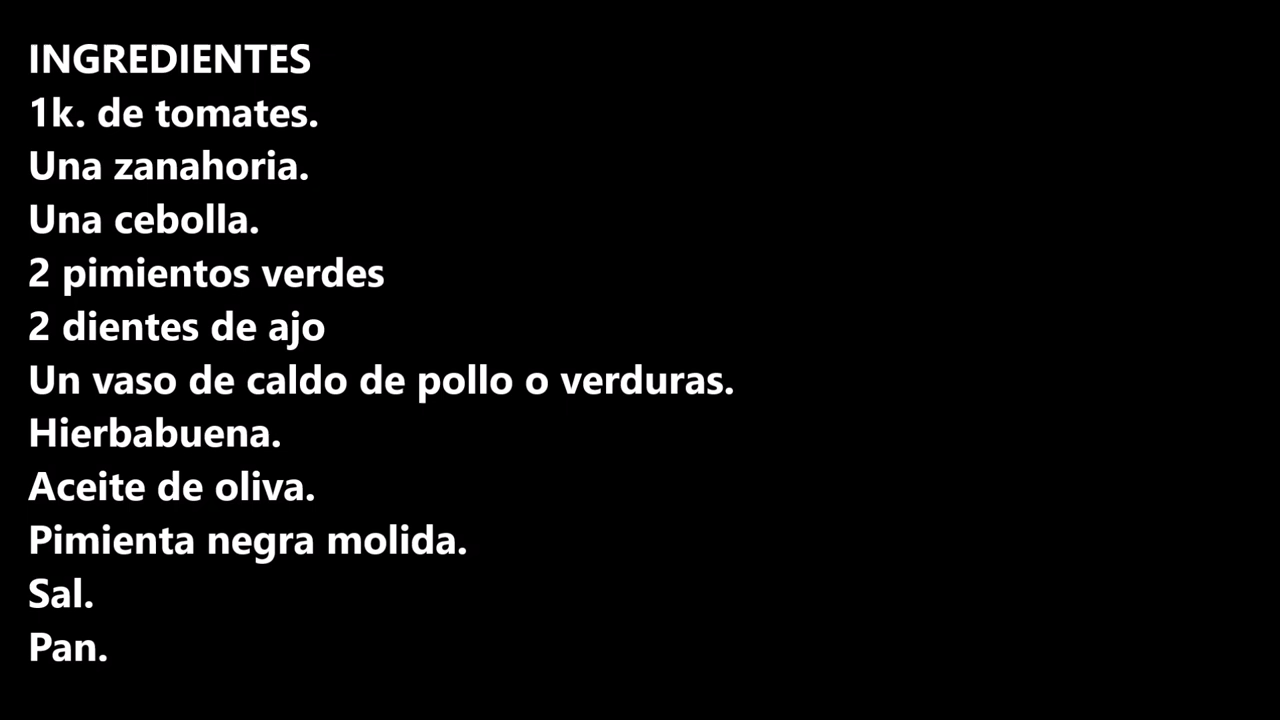 INGREDIENTES
1k. de tomates.
Una zanahoria.
Una cebolla.
2 pimientos verdes
2 dientes de ajo
Un vaso de caldo de pollo o verduras.
Hierbabuena.
Aceite de oliva.
Pimienta negra molida.
Sal.
Pan.